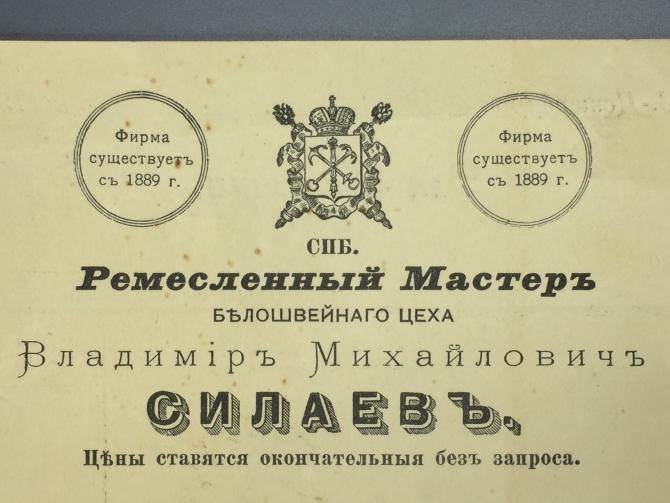 Фирма
существуетъ
съ 1889 г.
Фирма
существуетъ
съ 1889 г.
СПБ.
Ремесленный Мастеръ
БѢЛОШВЕЙНАГО ЦЕХА
Владиміръ Михайловичъ
СИЛАЕВЪ,
Цѣны ставятся окончательныя безъ запроса.